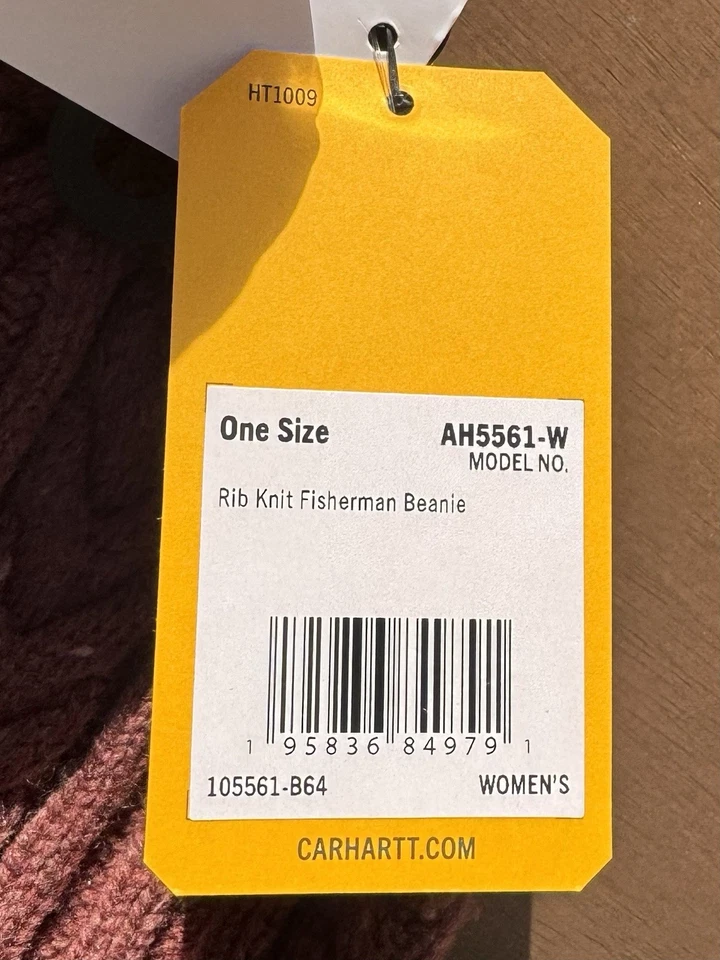 HT1009
One Size AH5561-W
MODEL NO.
Rib Knit Fisherman Beanie
1 95836 84979 1
105561-B64 WOMEN'S
CARHARTT.COM